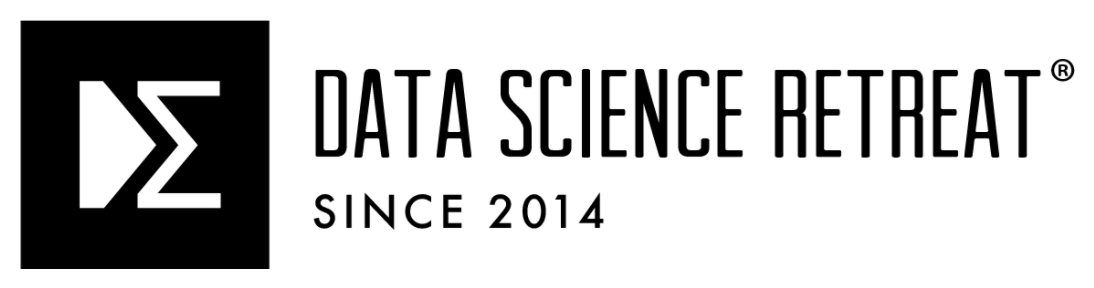 DATA SCIENCE RETREAT®
SINCE 2014